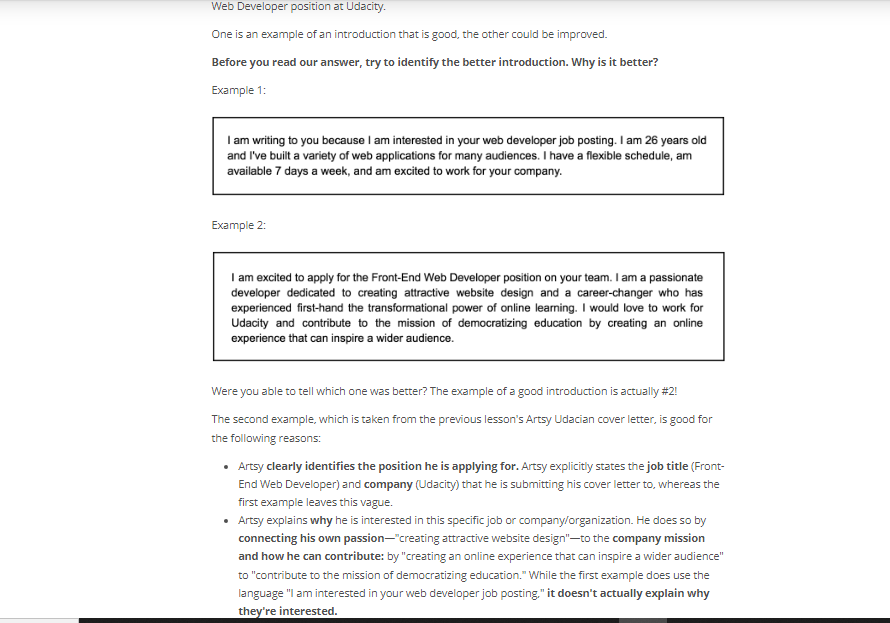 Web Developer position at Udacity.
One is an example of an introduction that is good, the other could be improved.
Before you read our answer, try to identify the better introduction. Why is it better?
Example 1:
I am writing to you because I am interested in your web developer job posting. I am 26 years old
and I've built a variety of web applications for many audiences. I have a flexible schedule, am
available 7 days a week, and am excited to work for your company.
Example 2:
I am excited to apply for the Front-End Web Developer position on your team. I am a passionate
developer dedicated to creating attractive website design and a career-changer who has
experienced first-hand the transformational power of online learning. I would love to work for
Udacity and contribute to the mission of democratizing education by creating an online
experience that can inspire a wider audience.
Were you able to tell which one was better? The example of a good introduction is actually #2!
The second example, which is taken from the previous lesson's Artsy Udacian cover letter, is good for
the following reasons:
• Artsy clearly identifies the position he is applying for. Artsy explicitly states the job title (Front-
End Web Developer) and company (Udacity) that he is submitting his cover letter to, whereas the
first example leaves this vague.
• Artsy explains why he is interested in this specific job or company/organization. He does so by
connecting his own passion—"creating attractive website design"—to the company mission
and how he can contribute: by "creating an online experience that can inspire a wider audience"
to "contribute to the mission of democratizing education." While the first example does use the
language "I am interested in your web developer job posting," it doesn't actually explain why
they're interested.